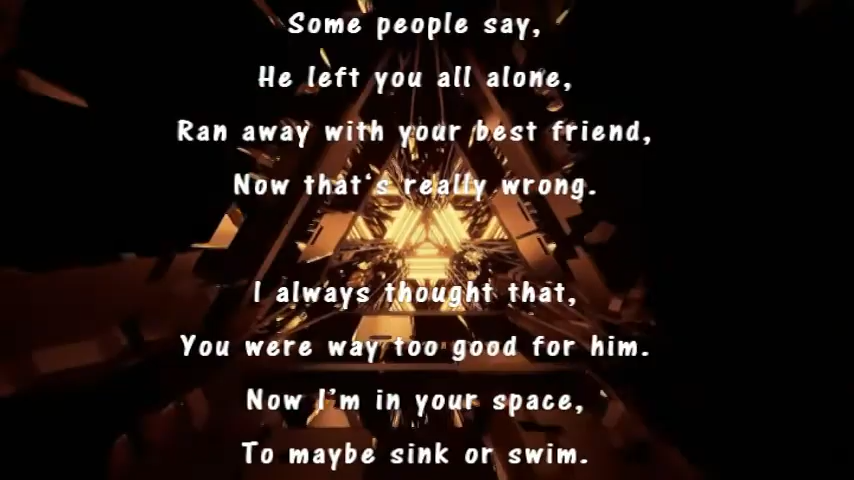 Some people say,
He left you all alone,
Ran away with your best friend,
Now that‘s really wrong.
I always thought that,
You were way too good for him.
Now I’m in your space,
To maybe sink or swim.